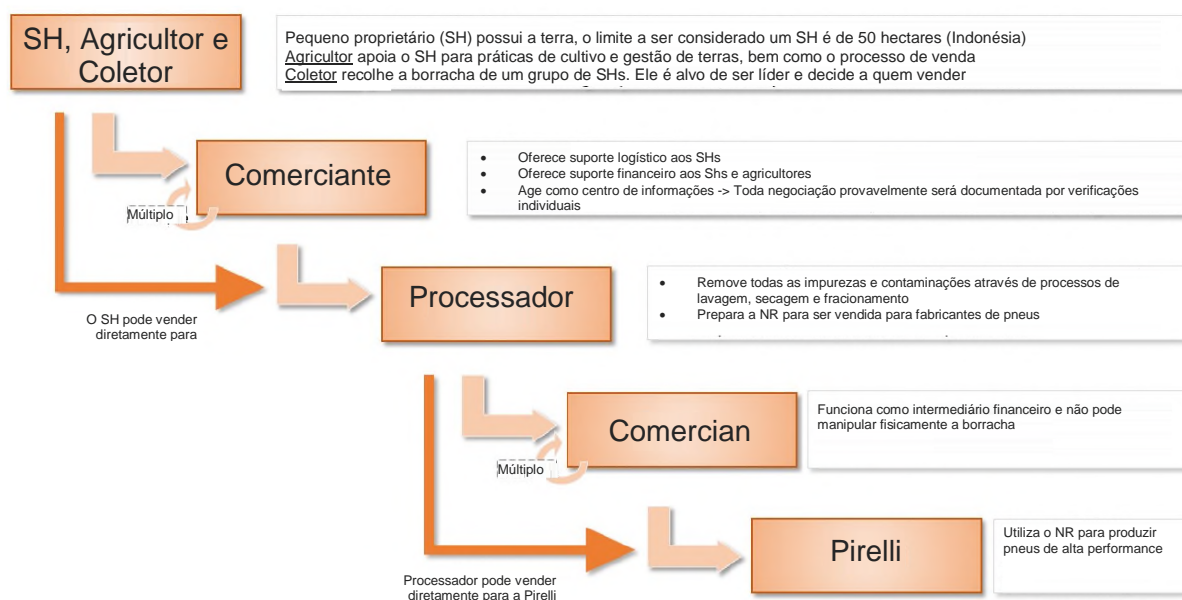 SH, Agricultor e
Coletor
Pequeno proprietário (SH) possui a terra, o limite a ser considerado um SH é de 50 hectares (Indonésia)
Agricultor apoia o SH para práticas de cultivo e gestão de terras, bem como o processo de venda
Coletor recolhe a borracha de um grupo de SHs. Ele é alvo de ser líder e decide a quem vender
Comerciante
Múltiplo
• Oferece suporte logístico aos SHs
• Oferece suporte financeiro aos Shs e agricultores
• Age como centro de informações -> Toda negociação provavelmente será documentada por verificações
individuais
O SH pode vender
diretamente para
Processador
• Remove todas as impurezas e contaminações através de processos de
lavagem, secagem e fracionamento
• Prepara a NR para ser vendida para fabricantes de pneus
Comercian
Múltiplo
Funciona como intermediário financeiro e não pode
manipular fisicamente a borracha
Processador pode vender
diretamente para a Pirelli
Pirelli
Utiliza o NR para produzir
pneus de alta performance